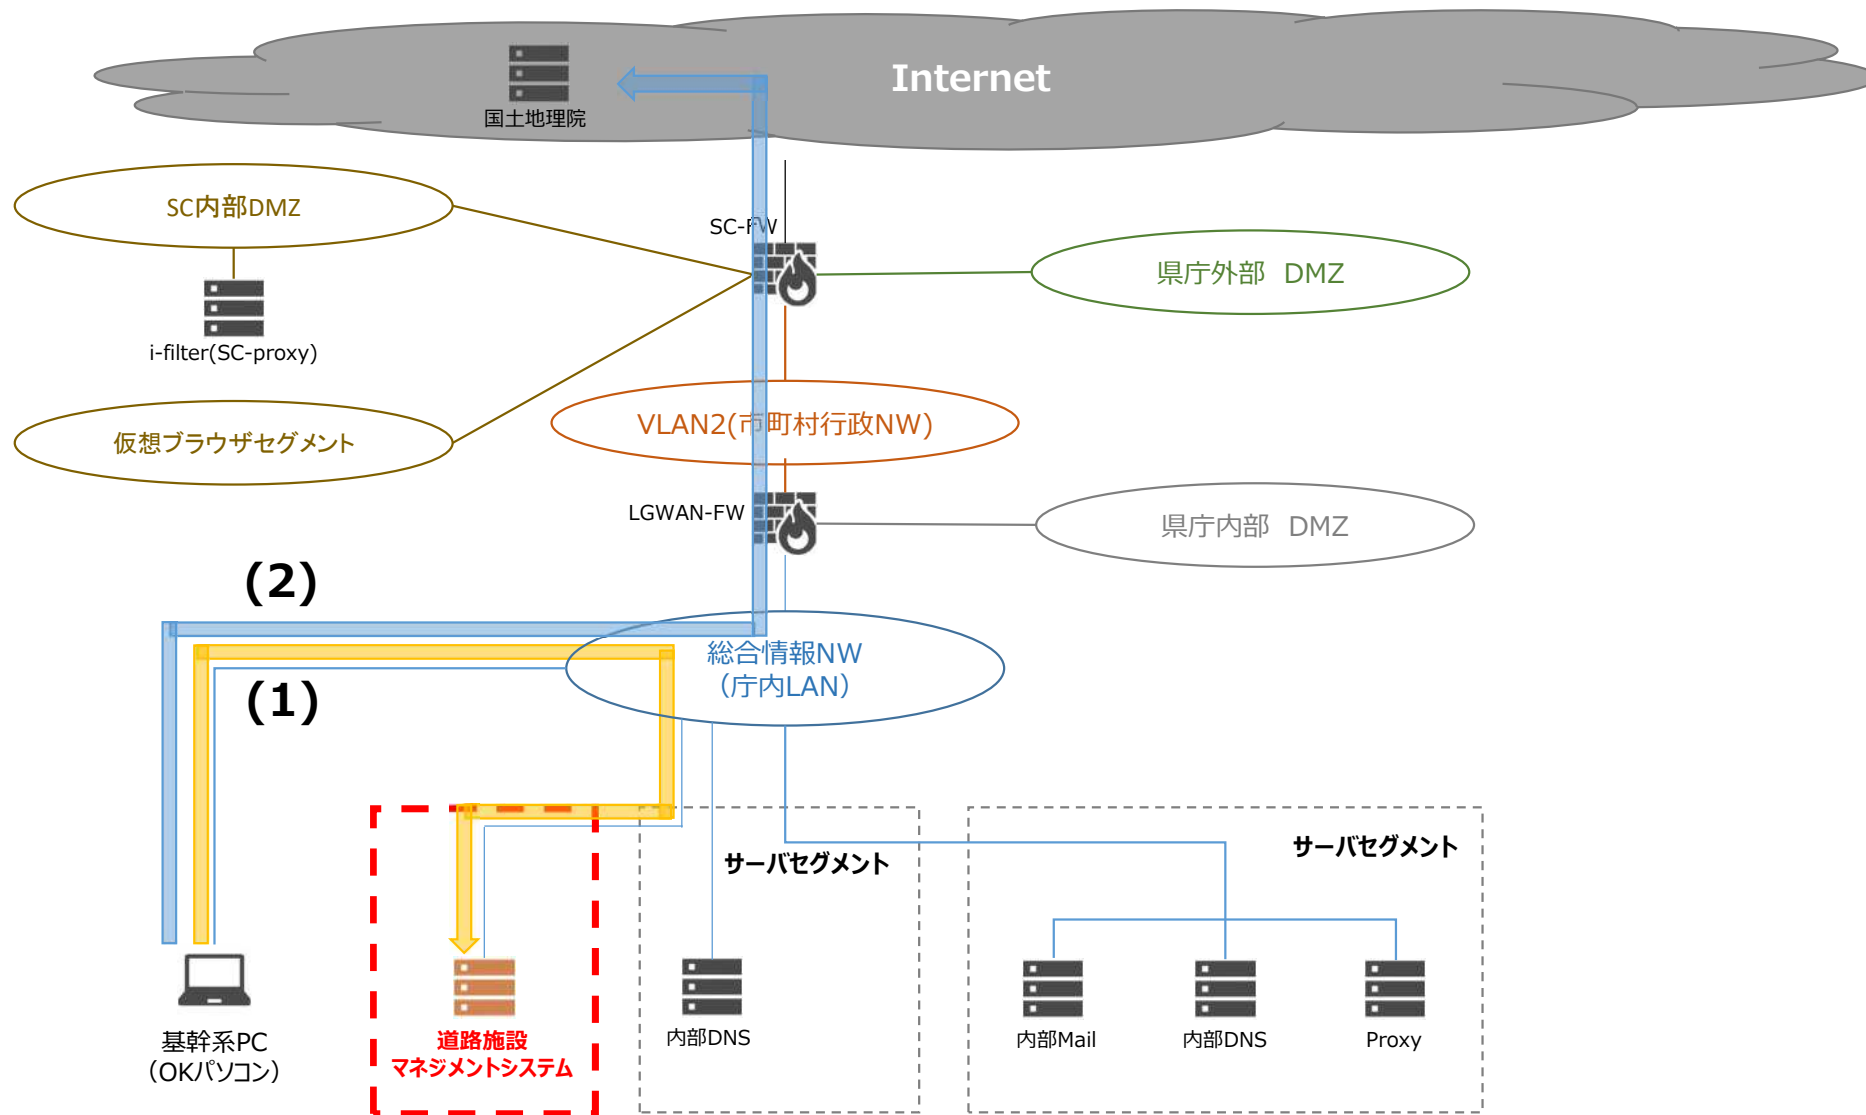 Internet
国土地理院
SC内部DMZ
SC-FW
県庁外部 DMZ
i-filter(SC-proxy)
VLAN2(市町村行政NW)
仮想ブラウザセグメント
LGWAN-FW
県庁内部 DMZ
(2)
総合情報NW
（庁内LAN）
(1)
サーバセグメント
サーバセグメント
基幹系PC
（OKパソコン）
道路施設
マネジメントシステム
内部DNS
内部Mail
内部DNS
Proxy